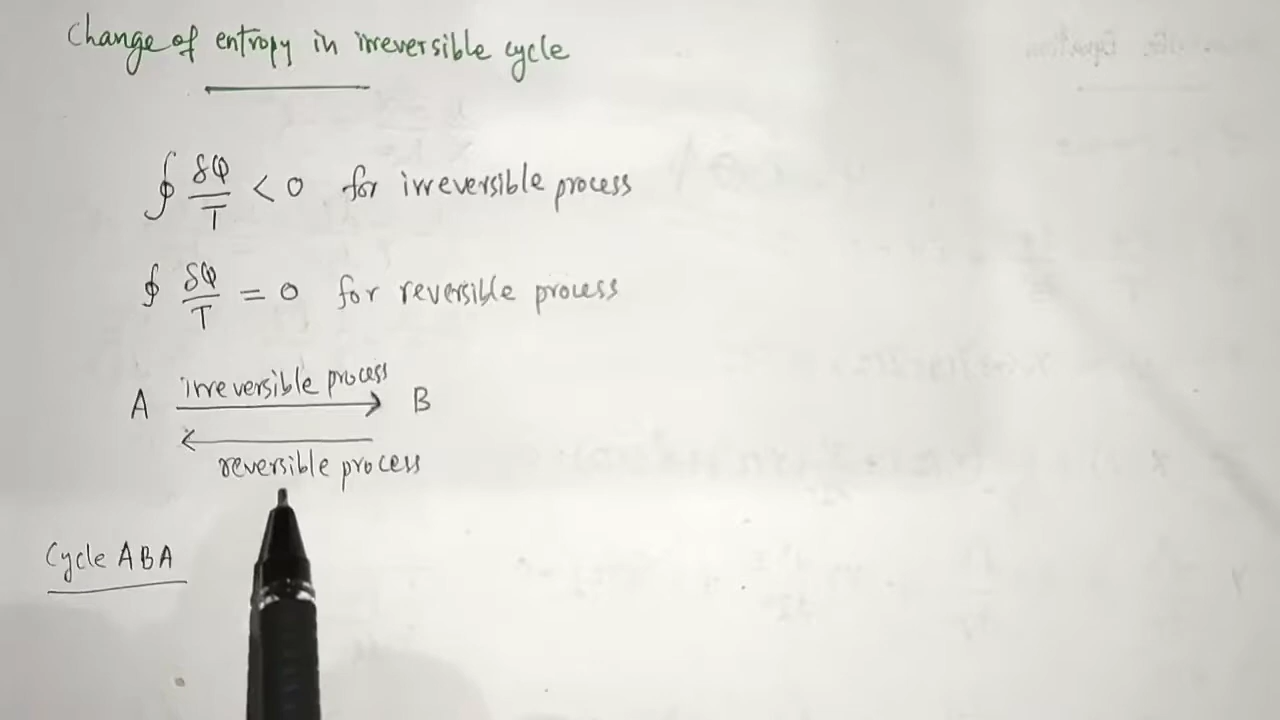 Change of entropy in irreversible cycle
∮ δQ/T < 0 for irreversible process
∮ δQ/T = 0 for reversible process
irreversible process
A ⟶ B
⟵
reversible process
Cycle ABA